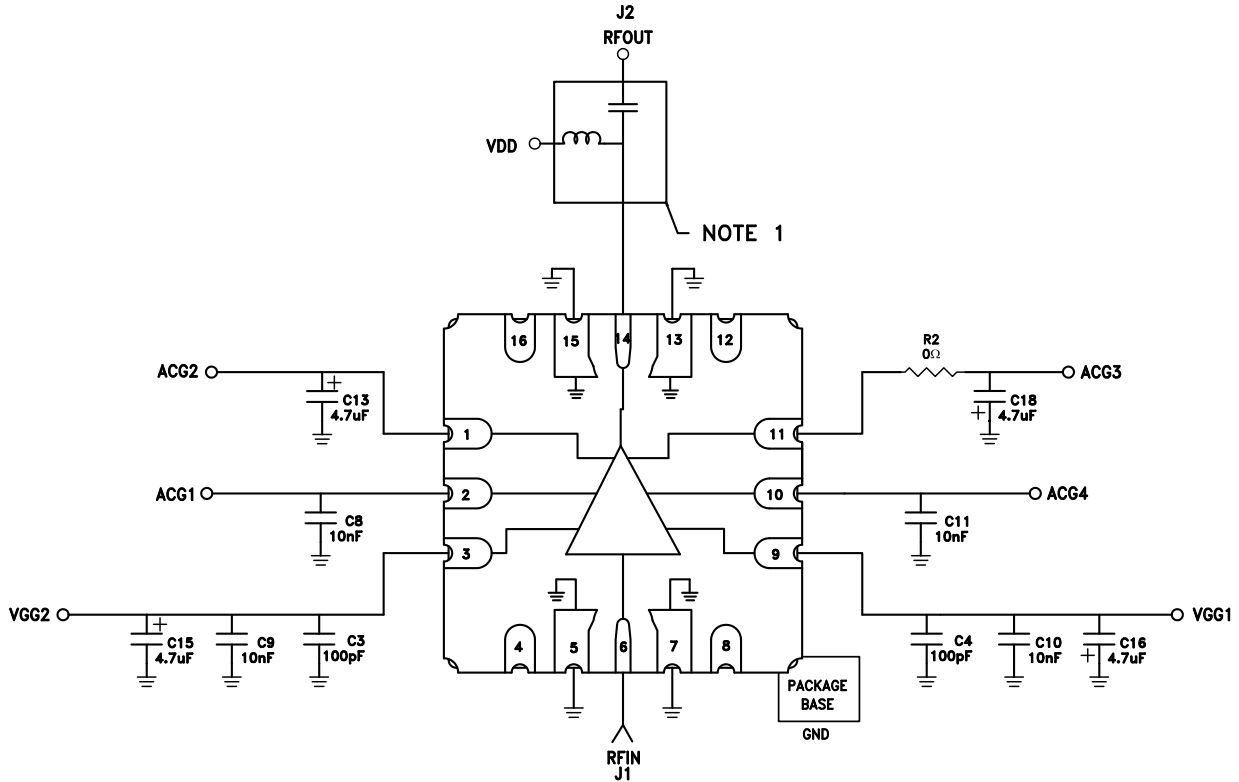 J2
RFOUT
VDD
NOTE 1
16
15
14
13
12
R2
0Ω
ACG2
ACG3
+
C13
4.7uF
C18
+
4.7uF
1
11
ACG1
2
10
ACG4
C8
10nF
C11
10nF
3
9
VGG2
VGG1
+
C15
4.7uF
C9
10nF
C3
100pF
4
5
6
7
8
C4
100pF
C10
10nF
C16
+
4.7uF
PACKAGE
BASE
GND
RFIN
J1